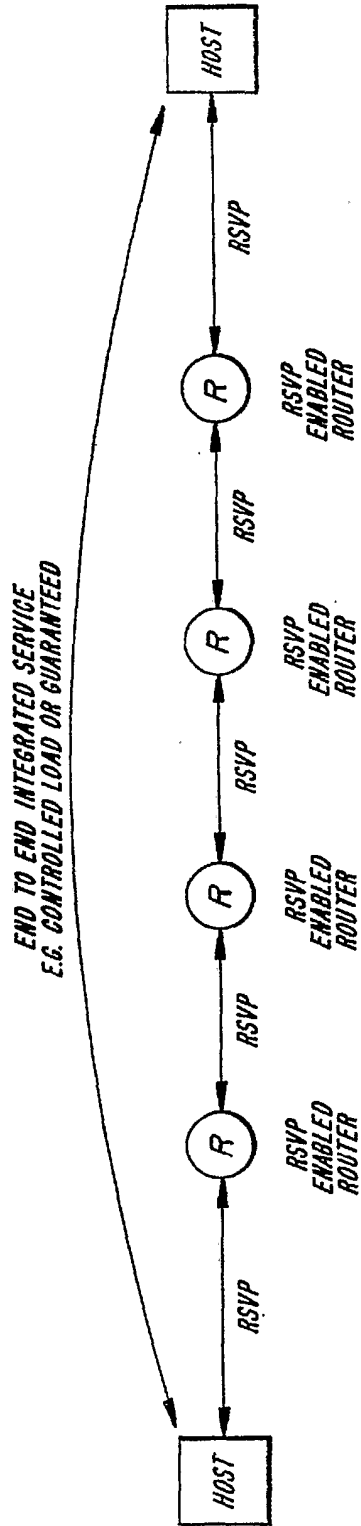 END TO END INTEGRATED SERVICE
E.G. CONTROLLED LOAD OR GUARANTEED
HOST
RSVP
R
RSVP
R
RSVP
R
RSVP
R
RSVP
HOST
RSVP
ENABLED
ROUTER
RSVP
ENABLED
ROUTER
RSVP
ENABLED
ROUTER
RSVP
ENABLED
ROUTER